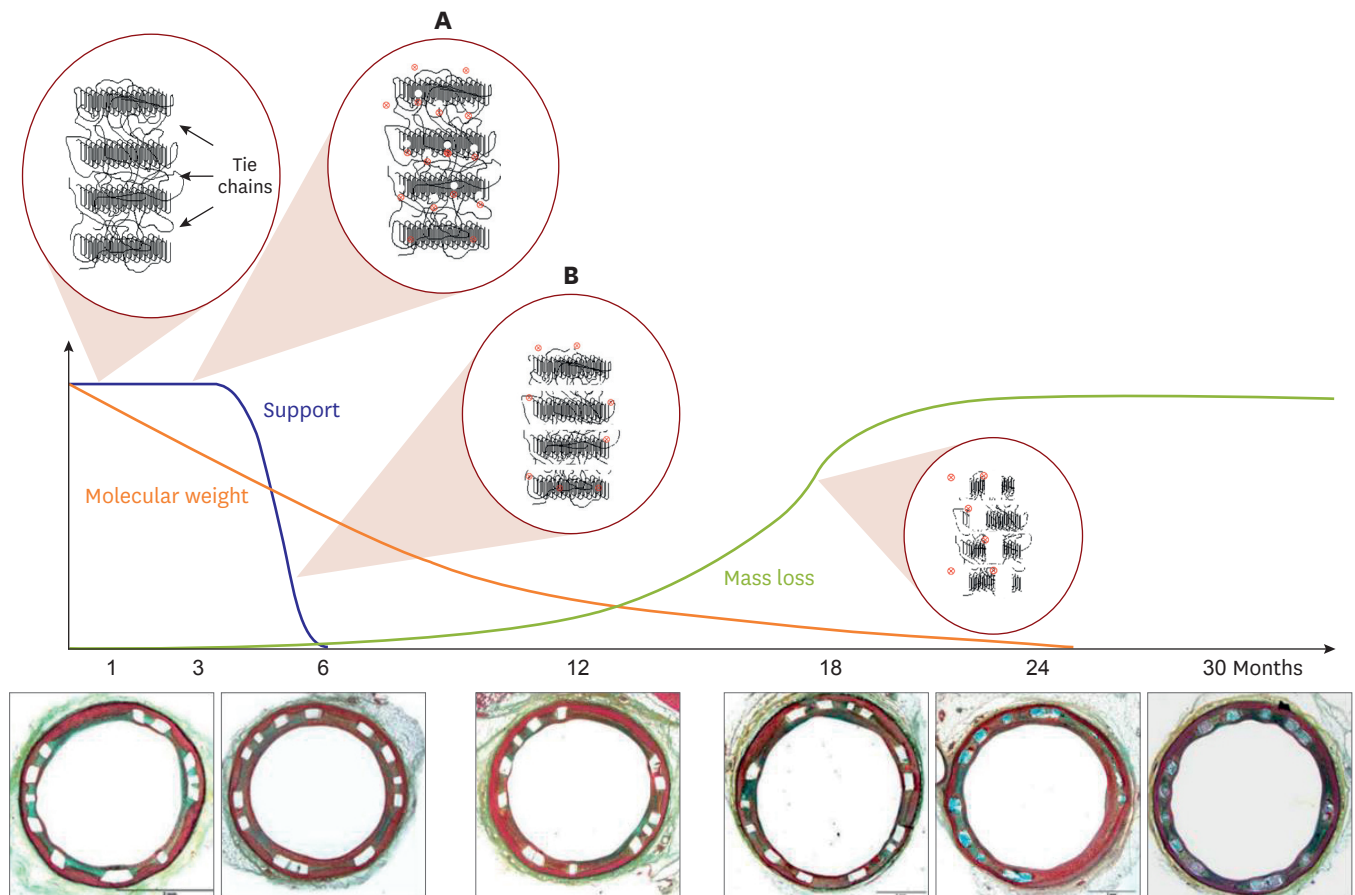 A
Tie
chains
B
Support
Molecular weight
Mass loss
1 3 6 12 18 24 30 Months